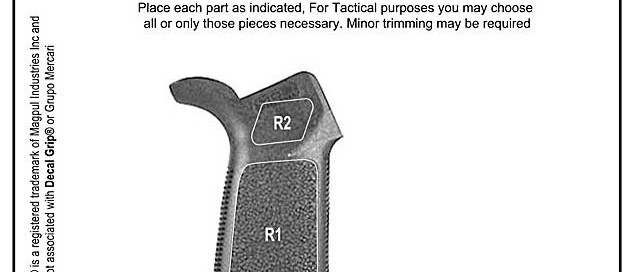 Place each part as indicated, For Tactical purposes you may choose
all or only those pieces necessary. Minor trimming may be required
is a registered trademark of Magpul Industries Inc and
associated with Decal Grip® or Grupo Mercari
R2
R1